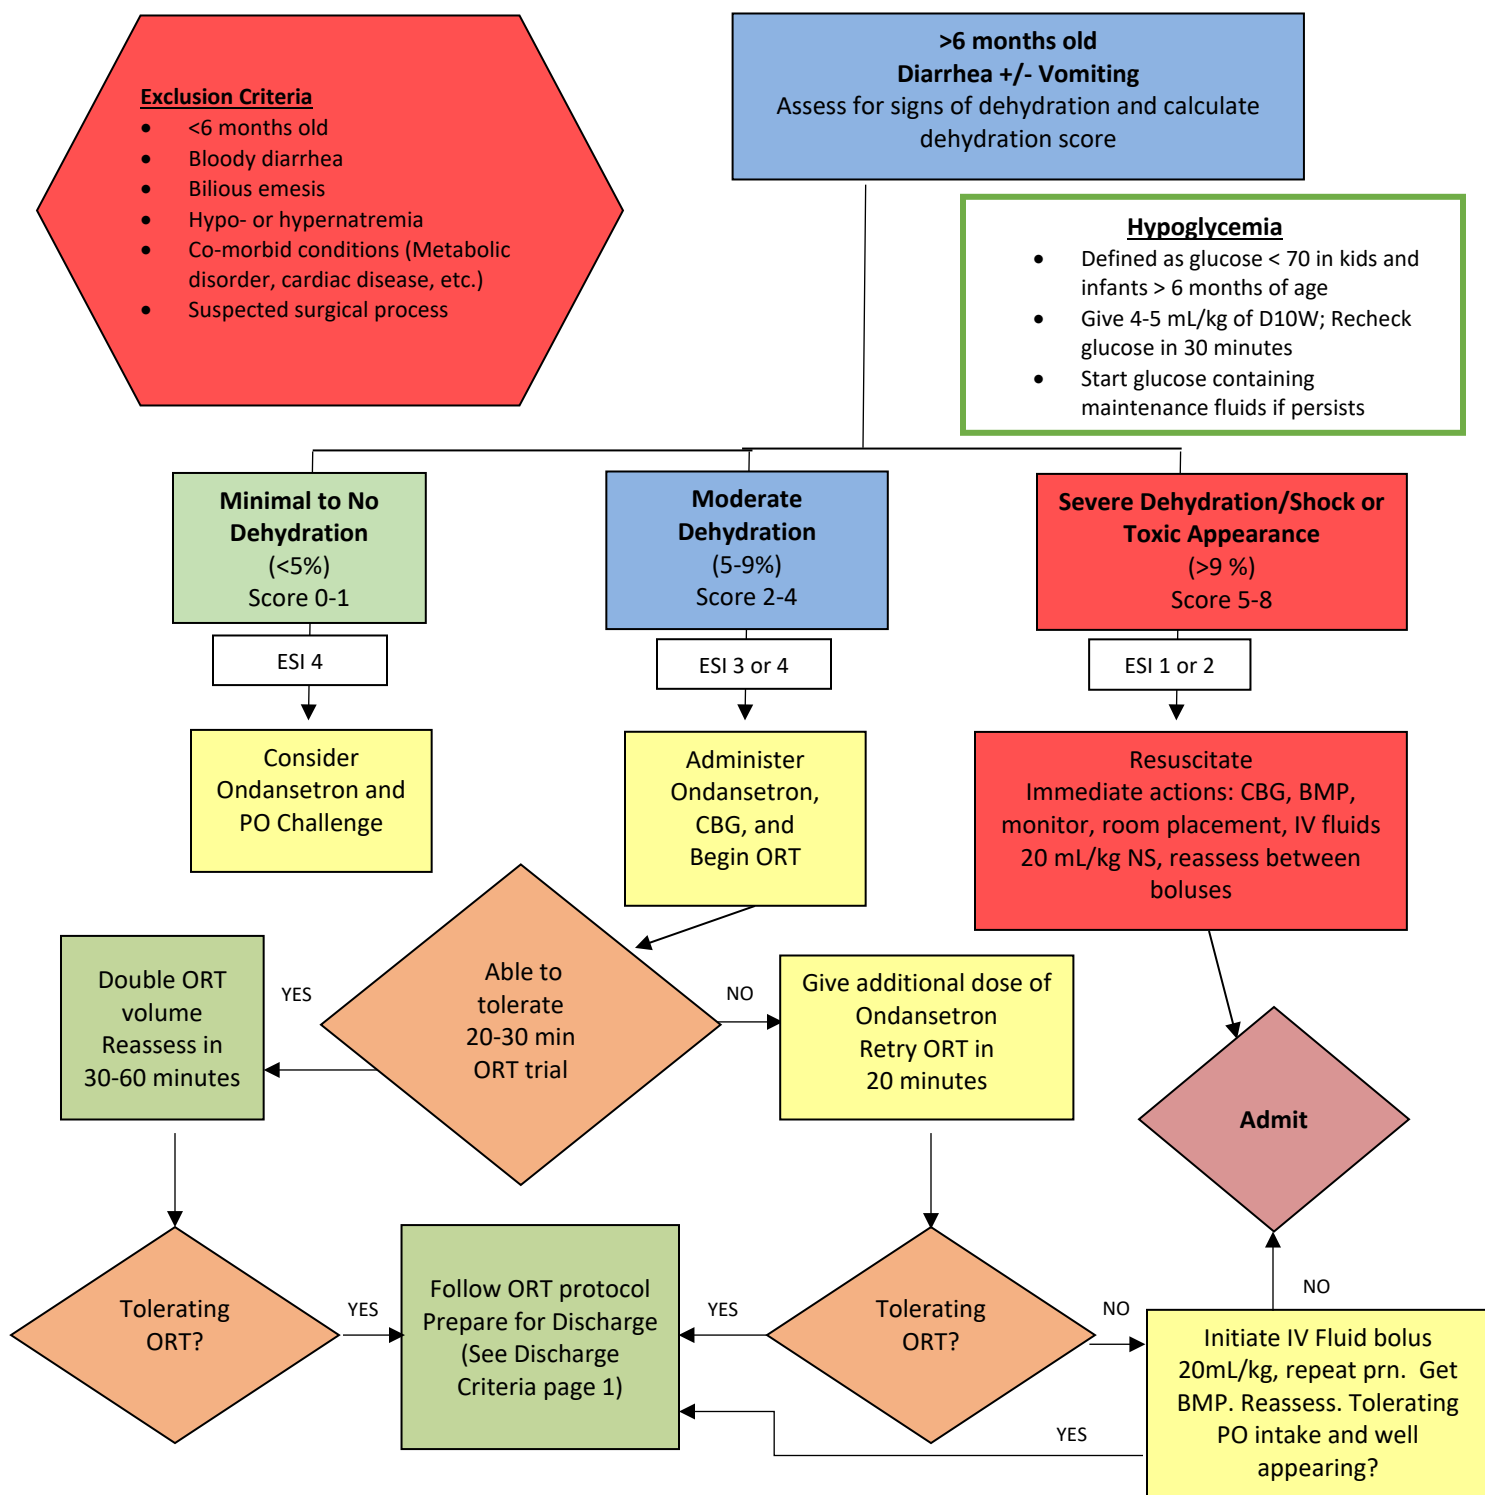 Exclusion Criteria
• <6 months old
• Bloody diarrhea
• Bilious emesis
• Hypo- or hypernatremia
• Co-morbid conditions (Metabolic
disorder, cardiac disease, etc.)
• Suspected surgical process
>6 months old
Diarrhea +/- Vomiting
Assess for signs of dehydration and calculate
dehydration score
Hypoglycemia
• Defined as glucose < 70 in kids and
infants > 6 months of age
• Give 4-5 mL/kg of D10W; Recheck
glucose in 30 minutes
• Start glucose containing
maintenance fluids if persists
Minimal to No
Dehydration
(<5%)
Score 0-1
Moderate
Dehydration
(5-9%)
Score 2-4
Severe Dehydration/Shock or
Toxic Appearance
(>9 %)
Score 5-8
ESI 4
ESI 3 or 4
ESI 1 or 2
Consider
Ondansetron and
PO Challenge
Administer
Ondansetron,
CBG, and
Begin ORT
Resuscitate
Immediate actions: CBG, BMP,
monitor, room placement, IV fluids
20 mL/kg NS, reassess between
boluses
Double ORT
volume
Reassess in
30-60 minutes
YES
Able to
tolerate
20-30 min
ORT trial
NO
Give additional dose of
Ondansetron
Retry ORT in
20 minutes
Admit
Tolerating
ORT?
YES
Follow ORT protocol
Prepare for Discharge
(See Discharge
Criteria page 1)
YES
Tolerating
ORT?
NO
NO
Initiate IV Fluid bolus
20mL/kg, repeat prn. Get
BMP. Reassess. Tolerating
PO intake and well
appearing?
YES